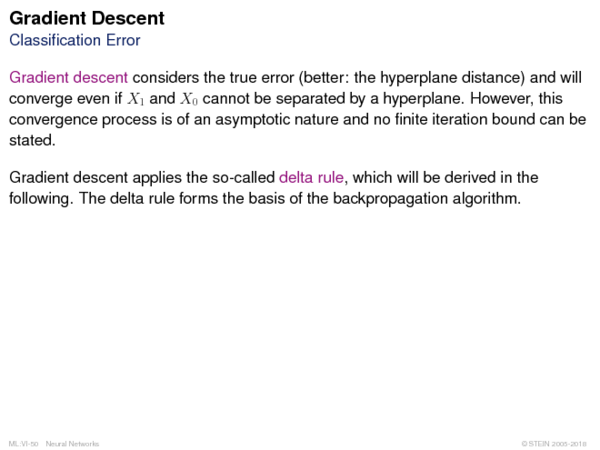 Gradient Descent
Classification Error
Gradient descent considers the true error (better: the hyperplane distance) and will
converge even if X₁ and X₀ cannot be separated by a hyperplane. However, this
convergence process is of an asymptotic nature and no finite iteration bound can be
stated.
Gradient descent applies the so-called delta rule, which will be derived in the
following. The delta rule forms the basis of the backpropagation algorithm.
ML:VI-50 Neural Networks
© STEIN 2005-2018